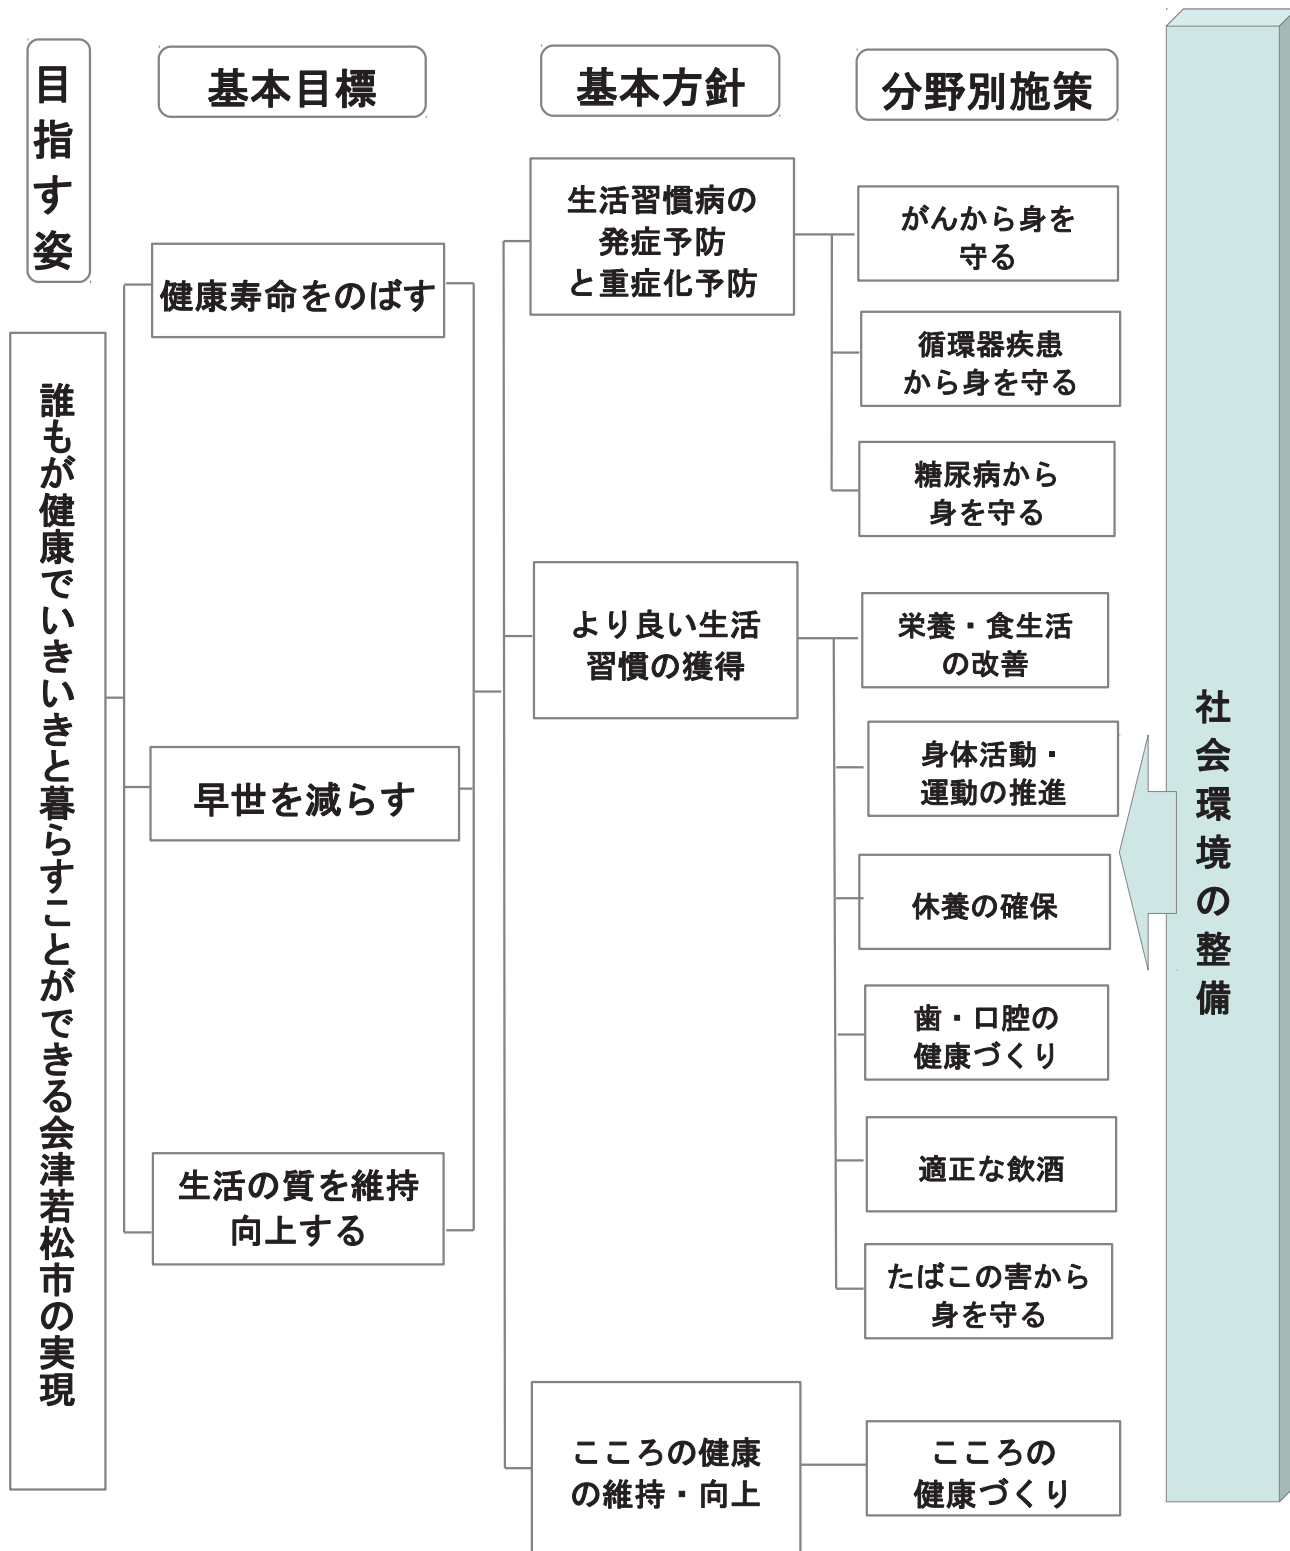 目指す姿
基本目標
基本方針
分野別施策
誰もが健康でいきいきと暮らすことができる会津若松市の実現
健康寿命をのばす
早世を減らす
生活の質を維持
向上する
生活習慣病の
発症予防
と重症化予防
がんから身を
守る
循環器疾患
から身を守る
糖尿病から
身を守る
より良い生活
習慣の獲得
栄養・食生活
の改善
身体活動・
運動の推進
休養の確保
歯・口腔の
健康づくり
適正な飲酒
たばこの害から
身を守る
こころの健康
の維持・向上
こころの
健康づくり
社会環境の整備